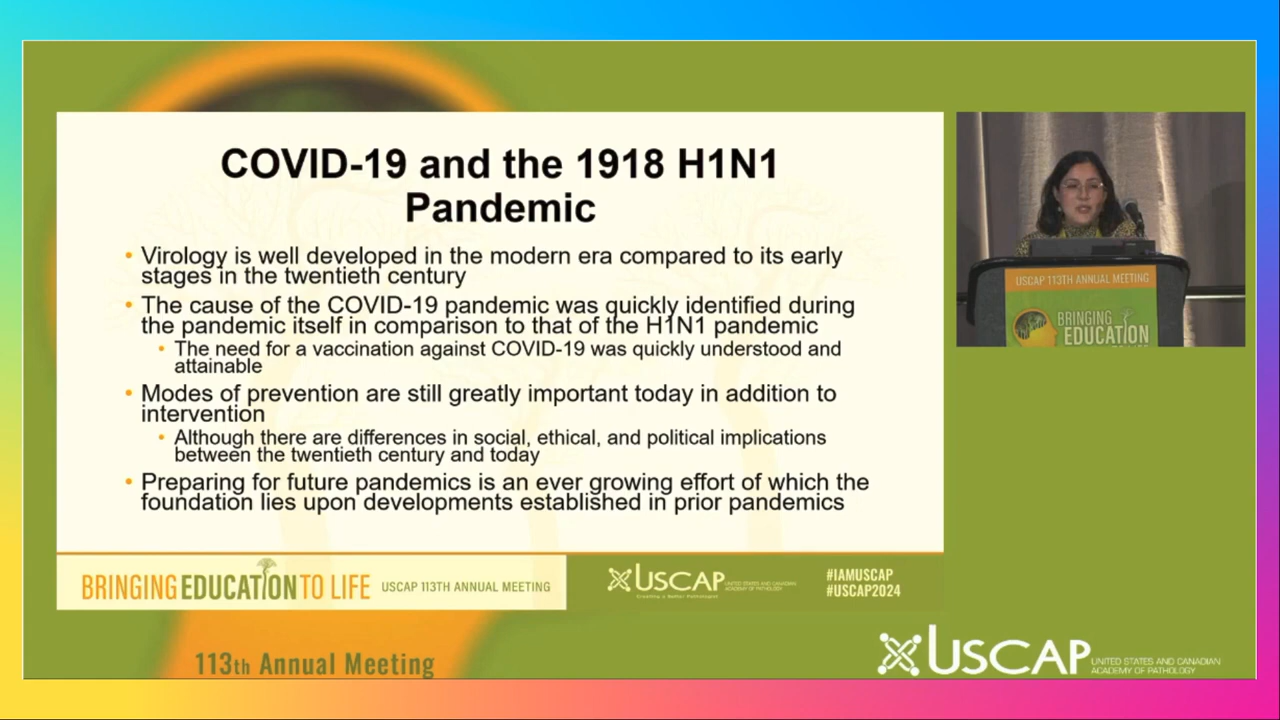 COVID-19 and the 1918 H1N1
Pandemic
• Virology is well developed in the modern era compared to its early
stages in the twentieth century
• The cause of the COVID-19 pandemic was quickly identified during
the pandemic itself in comparison to that of the H1N1 pandemic
• The need for a vaccination against COVID-19 was quickly understood and
attainable
• Modes of prevention are still greatly important today in addition to
intervention
• Although there are differences in social, ethical, and political implications
between the twentieth century and today
• Preparing for future pandemics is an ever growing effort of which the
foundation lies upon developments established in prior pandemics
BRINGING EDUCATION TO LIFE USCAP 113TH ANNUAL MEETING
USCAP UNITED STATES AND CANADIAN
ACADEMY OF PATHOLOGY
Creating a Better Pathologist
#IAMUSCAP
#USCAP2024
USCAP 113TH ANNUAL MEETING
BRINGING
EDUCATION
113th Annual Meeting
USCAP UNITED STATES AND CANADIAN
ACADEMY OF PATHOLOGY